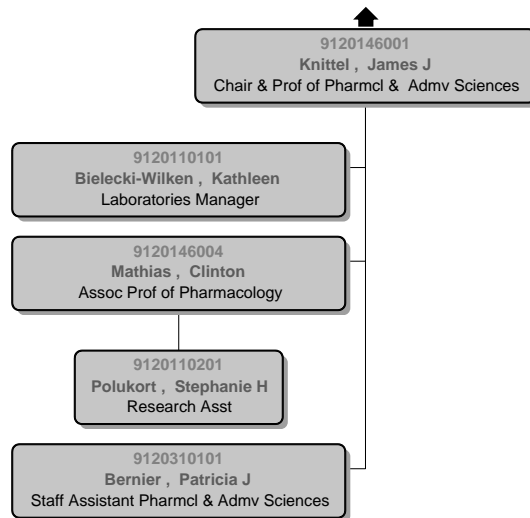 9120146001
Knittel , James J
Chair & Prof of Pharmcl & Admv Sciences
9120110101
Bielecki-Wilken , Kathleen
Laboratories Manager
9120146004
Mathias , Clinton
Assoc Prof of Pharmacology
9120110201
Polukort , Stephanie H
Research Asst
9120310101
Bernier , Patricia J
Staff Assistant Pharmcl & Admv Sciences